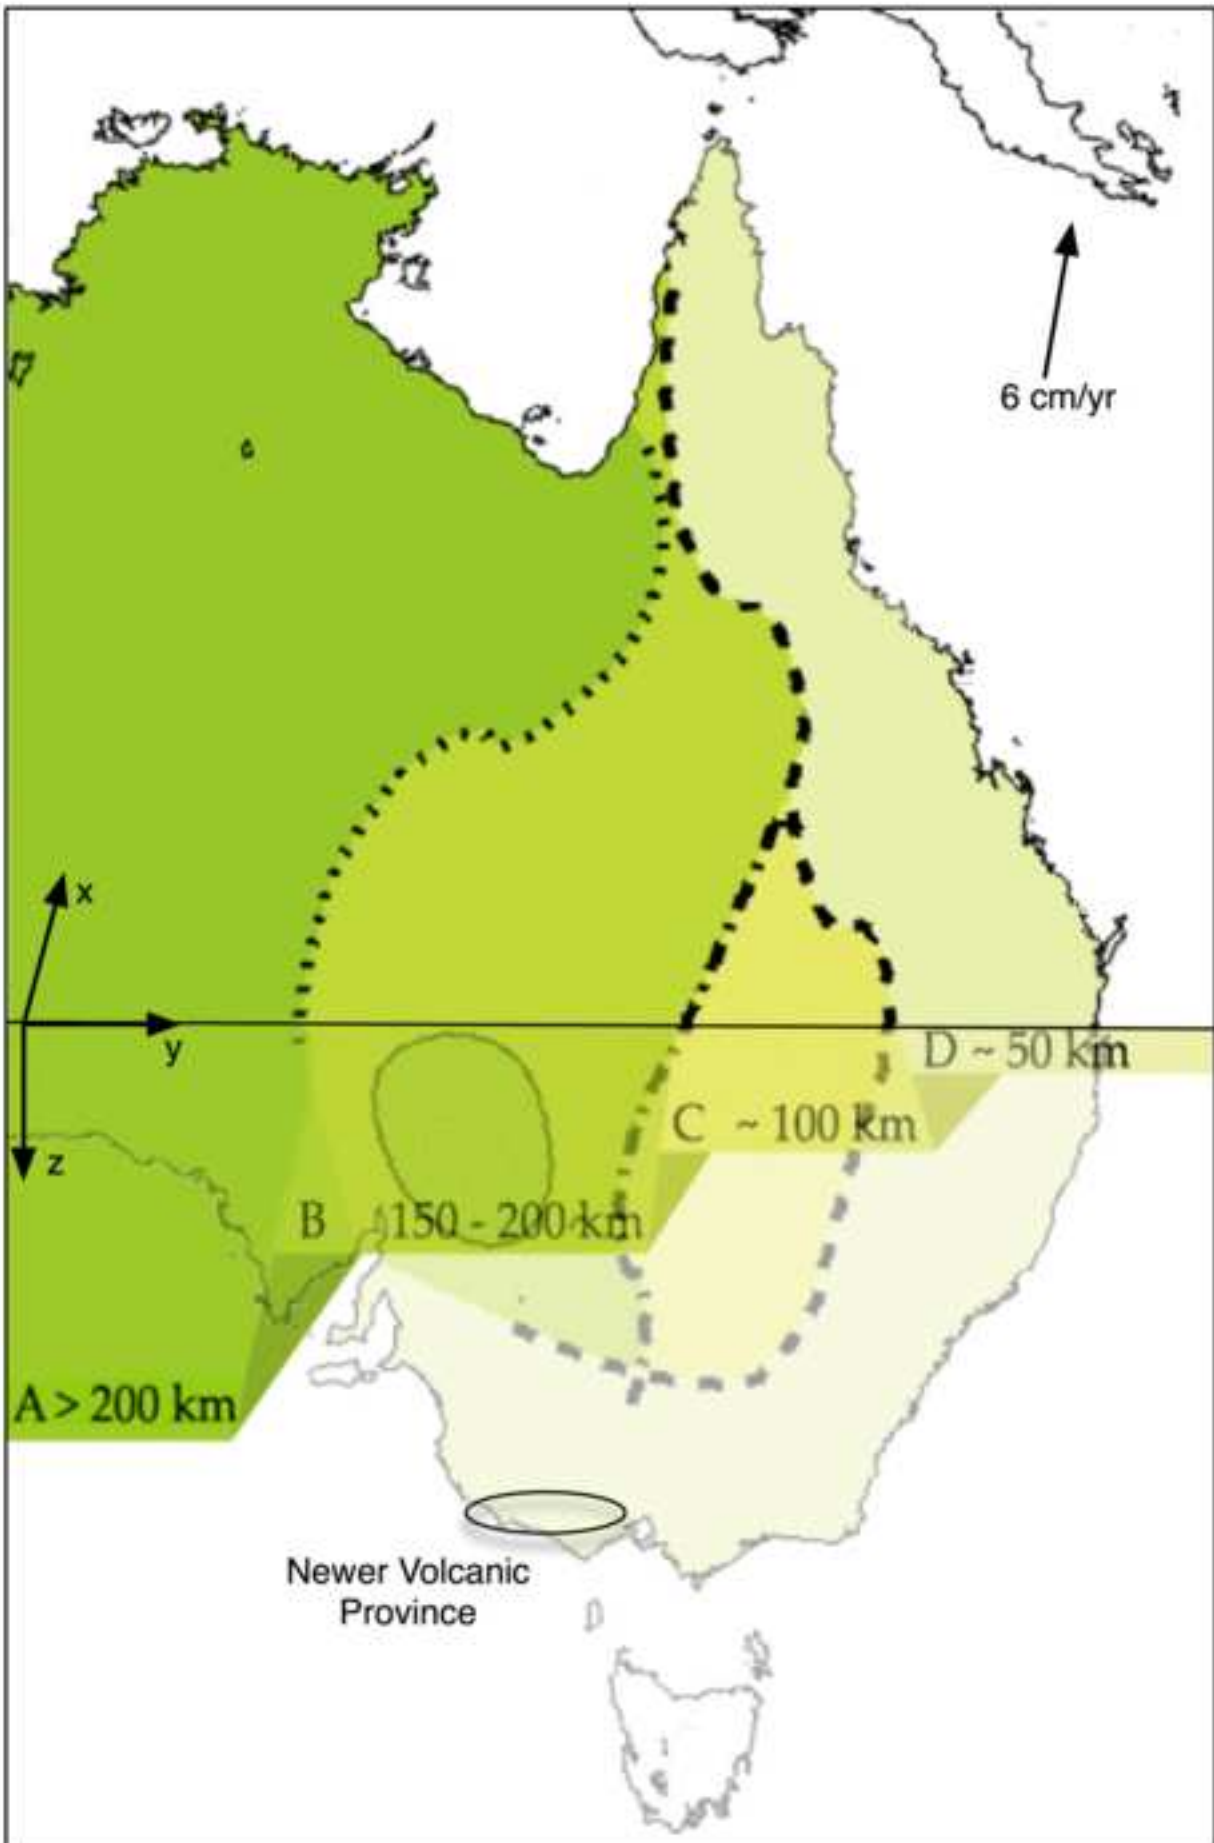 6 cm/yr
x
y
D ~ 50 km
C ~ 100 km
z
B 150 - 200 km
A > 200 km
Newer Volcanic
Province